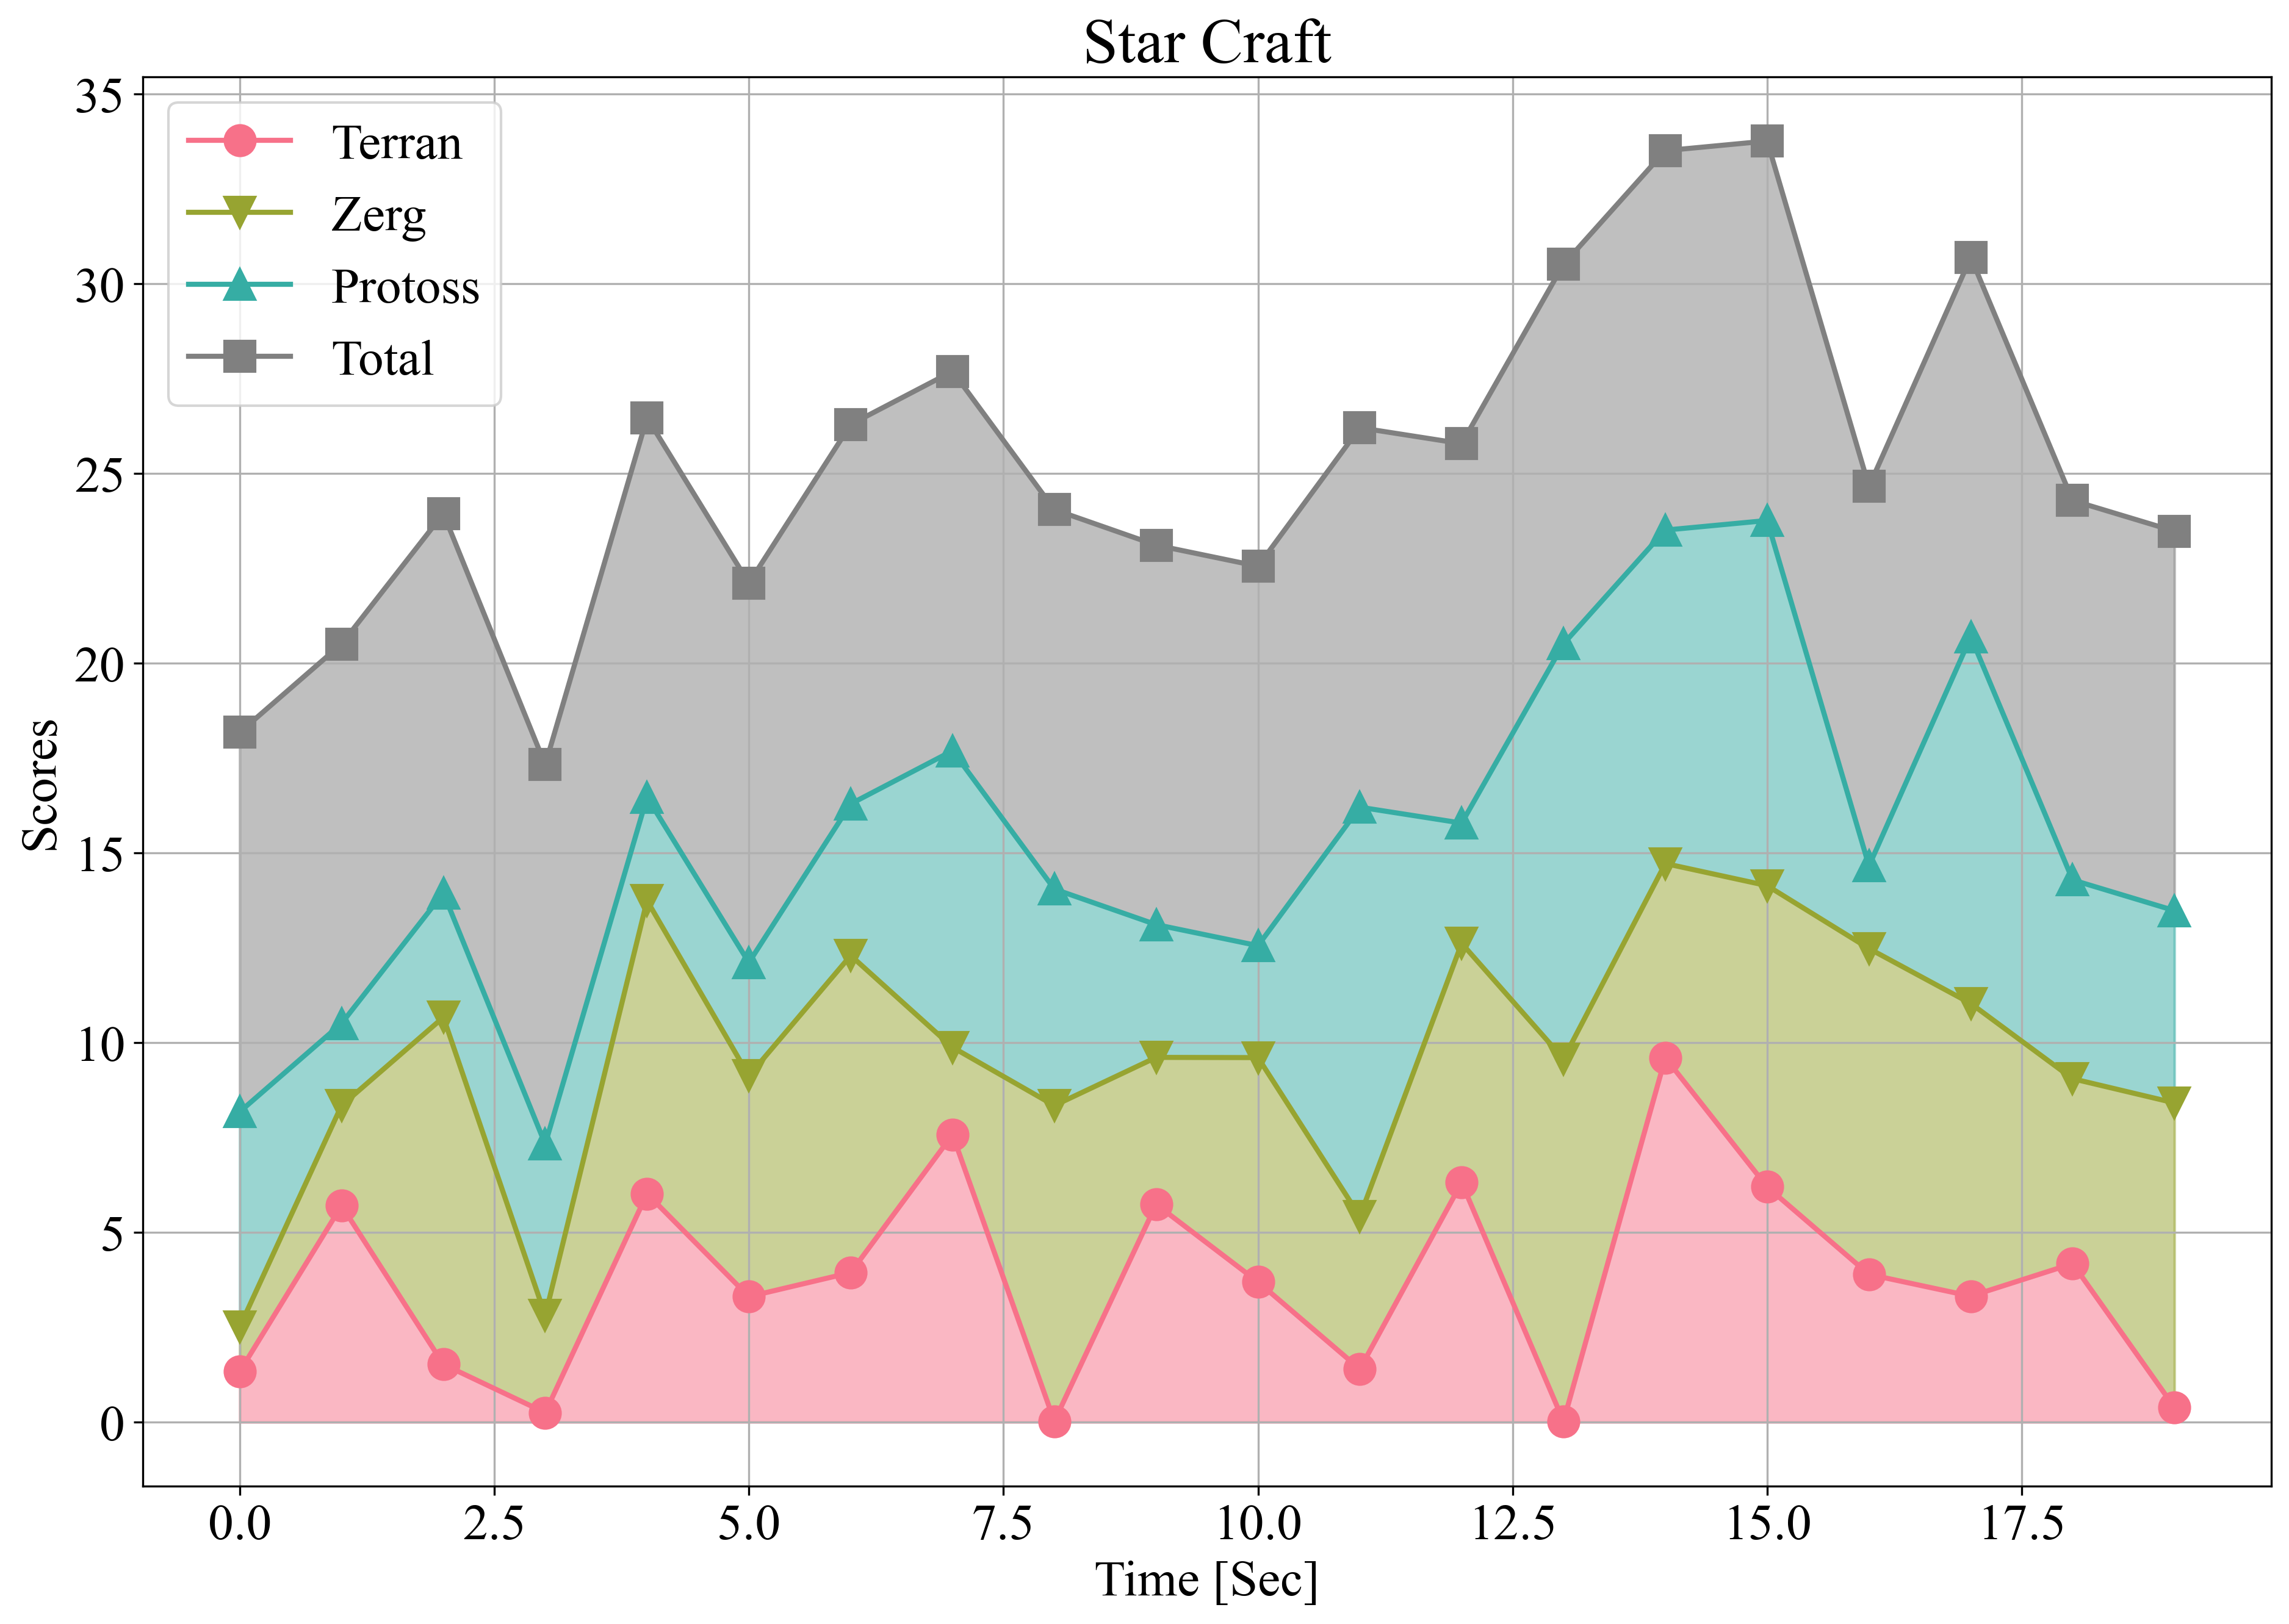 Star Craft
Terran
Zerg
Protoss
Total
35
30
25
20
15
10
5
0
Scores
0.0 2.5 5.0 7.5 10.0 12.5 15.0 17.5
Time [Sec]